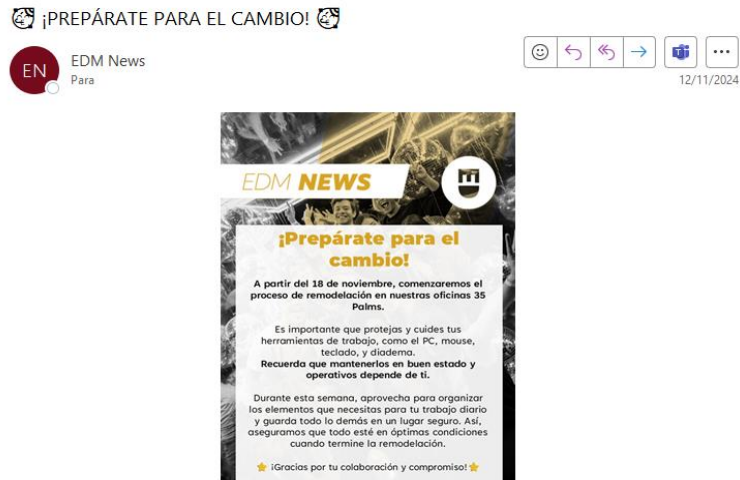 ¡PREPÁRATE PARA EL CAMBIO!
EN
EDM News
Para
12/11/2024
EDM NEWS
¡Prepárate para el
cambio!
A partir del 18 de noviembre, comenzaremos el
proceso de remodelación en nuestras oficinas 35
Palms.
Es importante que protejas y cuides tus
herramientas de trabajo, como el PC, mouse,
teclado, y diadema.
Recuerda que mantenerlos en buen estado y
operativos depende de ti.
Durante esta semana, aprovecha para organizar
los elementos que necesitas para tu trabajo diario
y guarda todo lo demás en un lugar seguro. Así,
aseguramos que todo esté en óptimas condiciones
cuando termine la remodelación.
¡Gracias por tu colaboración y compromiso!